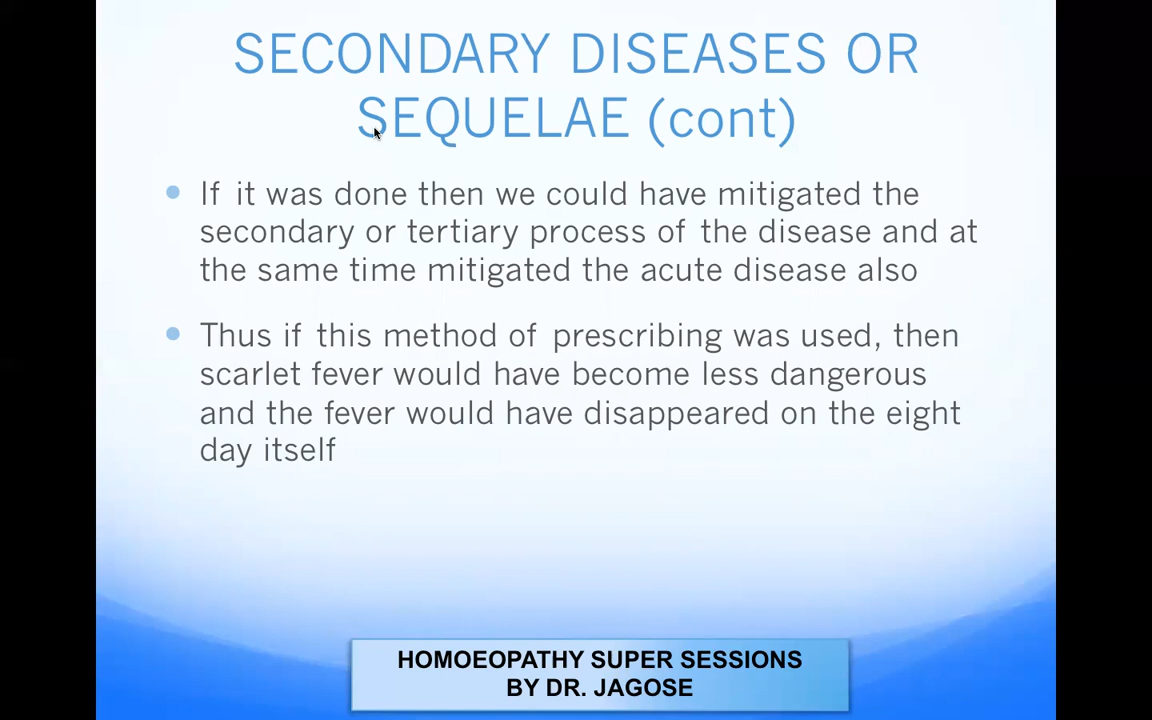 SECONDARY DISEASES OR
SEQUELAE (cont)
If it was done then we could have mitigated the
secondary or tertiary process of the disease and at
the same time mitigated the acute disease also
Thus if this method of prescribing was used, then
scarlet fever would have become less dangerous
and the fever would have disappeared on the eight
day itself
HOMOEOPATHY SUPER SESSIONS
BY DR. JAGOSE